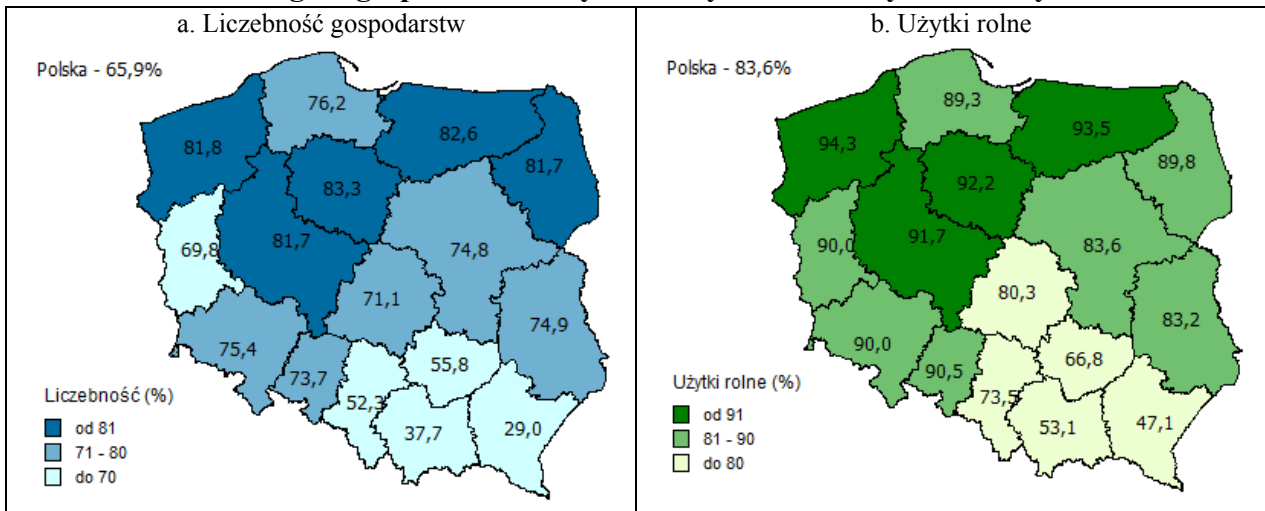 a. Liczebność gospodarstw
b. Użytki rolne
Polska - 65,9%
76,2
82,6
81,8
81,7
83,3
81,7
69,8
74,8
71,1
74,9
75,4
73,7
55,8
52,3
37,7
29,0
Liczebność (%)
od 81
71 - 80
do 70
Polska - 83,6%
89,3
93,5
94,3
89,8
92,2
91,7
90,0
83,6
80,3
83,2
90,0
90,5
66,8
73,5
53,1
47,1
Użytki rolne (%)
od 91
81 - 90
do 80